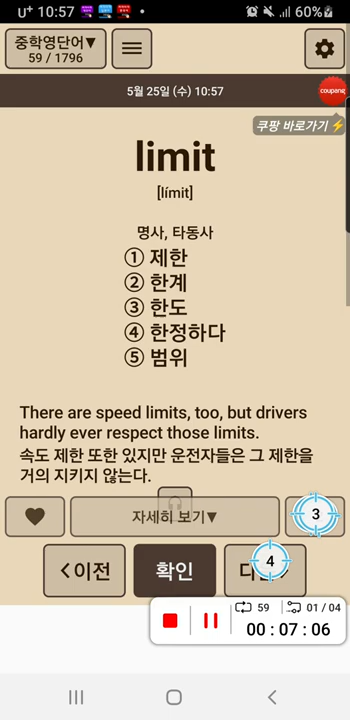 U+ 10:57 60%
중학영단어▼
59 / 1796
5월 25일 (수) 10:57
coupang
쿠팡 바로가기⚡
limit
[límit]
명사, 타동사
① 제한
② 한계
③ 한도
④ 한정하다
⑤ 범위
There are speed limits, too, but drivers
hardly ever respect those limits.
속도 제한 또한 있지만 운전자들은 그 제한을
거의 지키지 않는다.
자세히 보기▼
3
<이전
확인
4
59 01 / 04
00 : 07 : 06